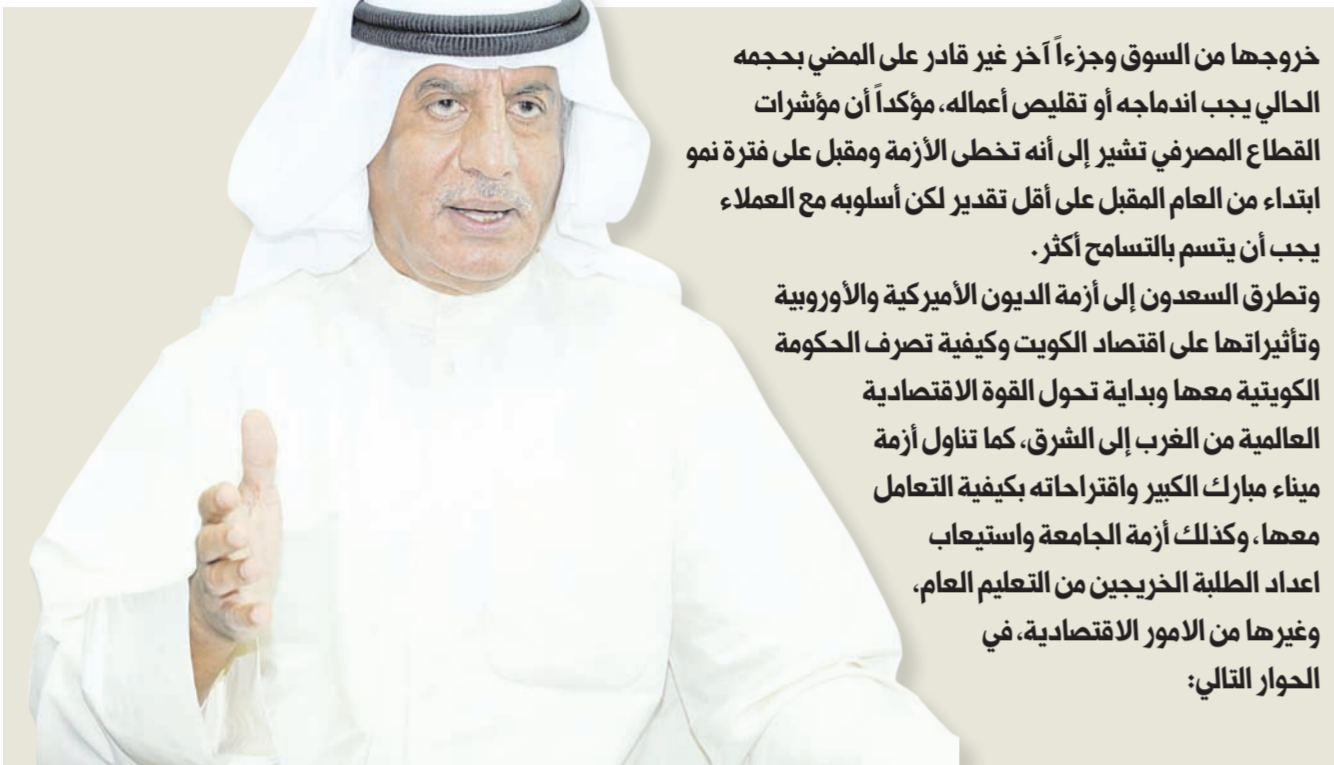 خروجها من السوق وجزءاً آخر غير قادر على المضي بحجمه
الحالي يجب اندماجه أو تقليص أعماله، مؤكداً أن مؤشرات
القطاع المصرفي تشير إلى أنه تخطى الأزمة ومقبل على فترة نمو
ابتداء من العام المقبل على أقل تقدير لكن أسلوبه مع العملاء
يجب أن يتسم بالتسامح أكثر.
وتطرق السعدون إلى أزمة الديون الأميركية والأوروبية
وتأثيراتها على اقتصاد الكويت وكيفية تصرف الحكومة
الكويتية معها وبداية تحول القوة الاقتصادية
العالمية من الغرب إلى الشرق، كما تناول أزمة
ميناء مبارك الكبير واقتراحاته بكيفية التعامل
معها، وكذلك أزمة الجامعة واستيعاب
اعداد الطلبة الخريجين من التعليم العام،
وغيرها من الامور الاقتصادية، في
الحوار التالي: